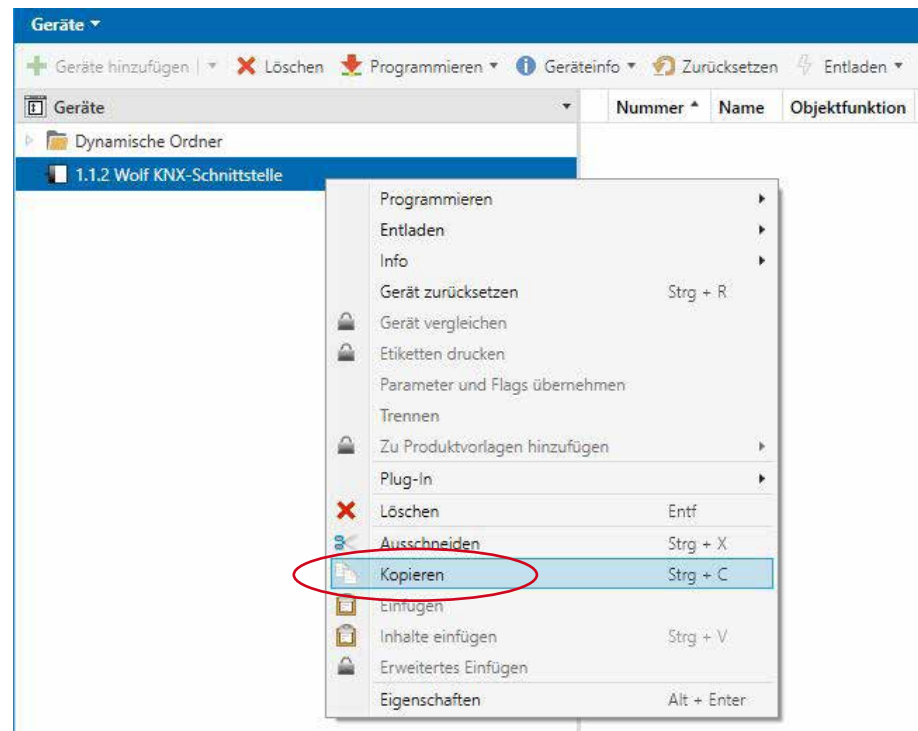 Geräte
Geräte hinzufügen Löschen Programmieren Geräteinfo Zurücksetzen Entladen
Geräte Nummer Name Objektfunktion
Dynamische Ordner
1.1.2 Wolf KNX-Schnittstelle
Programmieren
Entladen
Info
Gerät zurücksetzen Strg + R
Gerät vergleichen
Etiketten drucken
Parameter und Flags übernehmen
Trennen
Zu Produktvorlagen hinzufügen
Plug-In
Löschen Entf
Ausschneiden Strg + X
Kopieren Strg + C
Einfügen
Inhalte einfügen Strg + V
Erweitertes Einfügen
Eigenschaften Alt + Enter